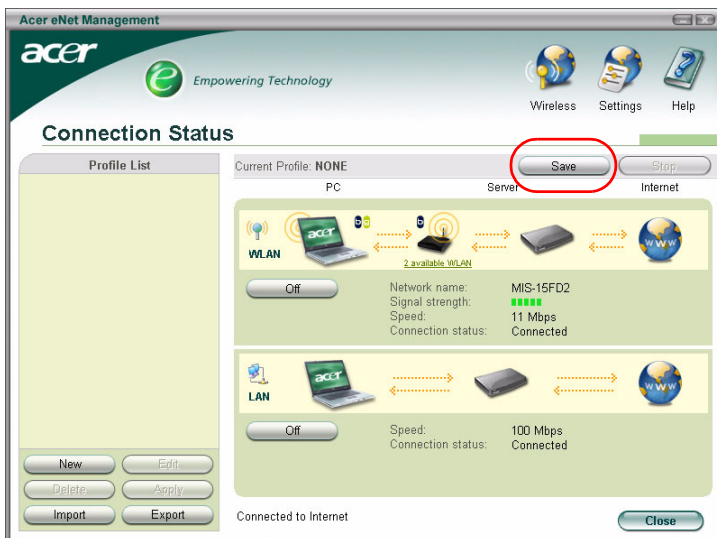 Acer eNet Management
acer
e Empowering Technology
Wireless Settings Help
Connection Status
Profile List
Current Profile: NONE Save Stop
PC Server Internet
WLAN
acer
2 available WLAN
www
Off
Network name: MIS-15FD2
Signal strength:
Speed: 11 Mbps
Connection status: Connected
LAN
acer
www
Off
Speed: 100 Mbps
Connection status: Connected
New Edit
Delete Apply
Import Export
Connected to Internet
Close